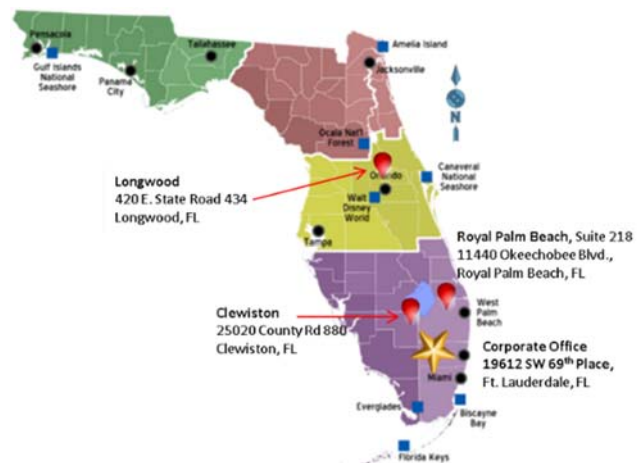 Pensacola
Gulf Islands
National
Seashore
Panama
City
Tallahassee
Amelia Island
Jacksonville
N
Ocala Nat'l
Forest
Orlando
Canaveral
National
Seashore
Walt
Disney
World
Tampa
Longwood
420 E. State Road 434
Longwood, FL
Royal Palm Beach, Suite 218
11440 Okeechobee Blvd.,
Royal Palm Beach, FL
Clewiston
25020 County Rd 880
Clewiston, FL
West
Palm
Beach
Corporate Office
19612 SW 69th Place,
Ft. Lauderdale, FL
Miami
Everglades
Biscayne
Bay
Florida Keys